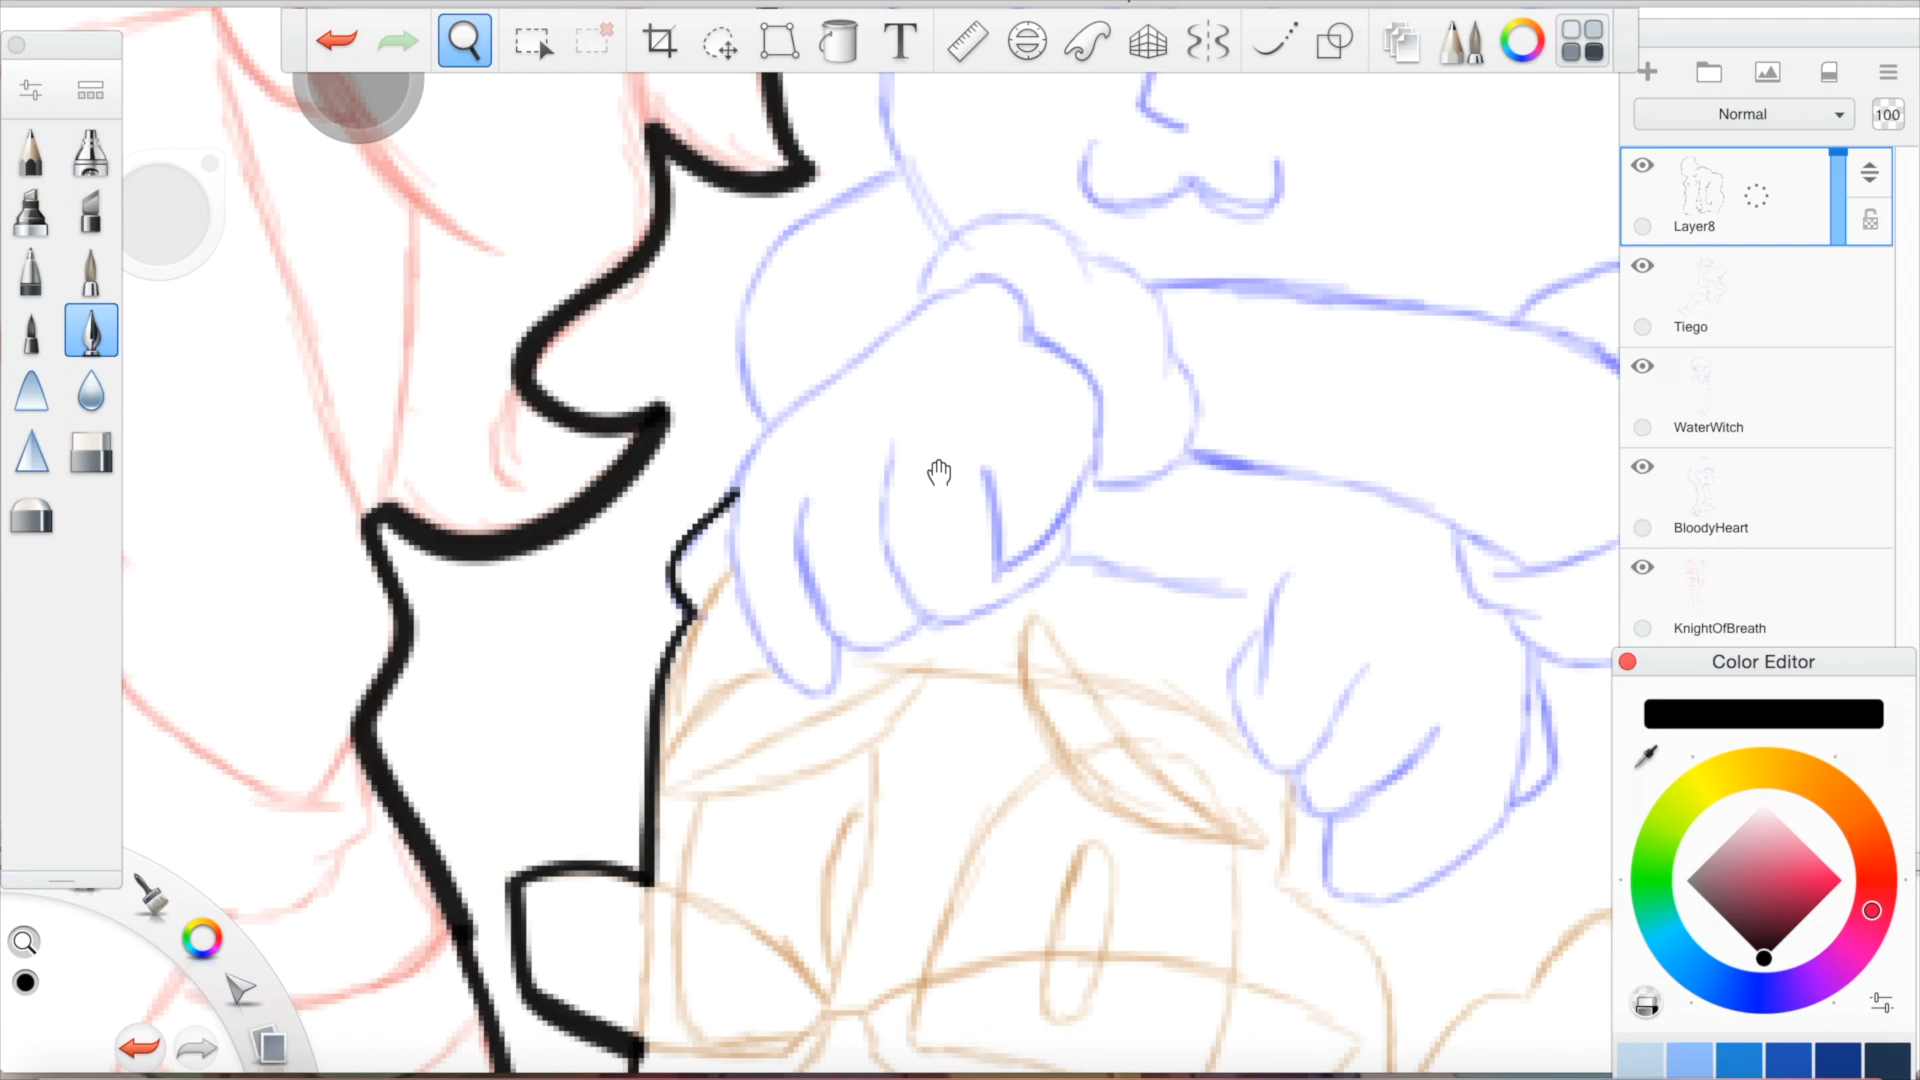 T
Normal
100
Layer8
Tiego
WaterWitch
BloodyHeart
KnightOfBreath
Color Editor